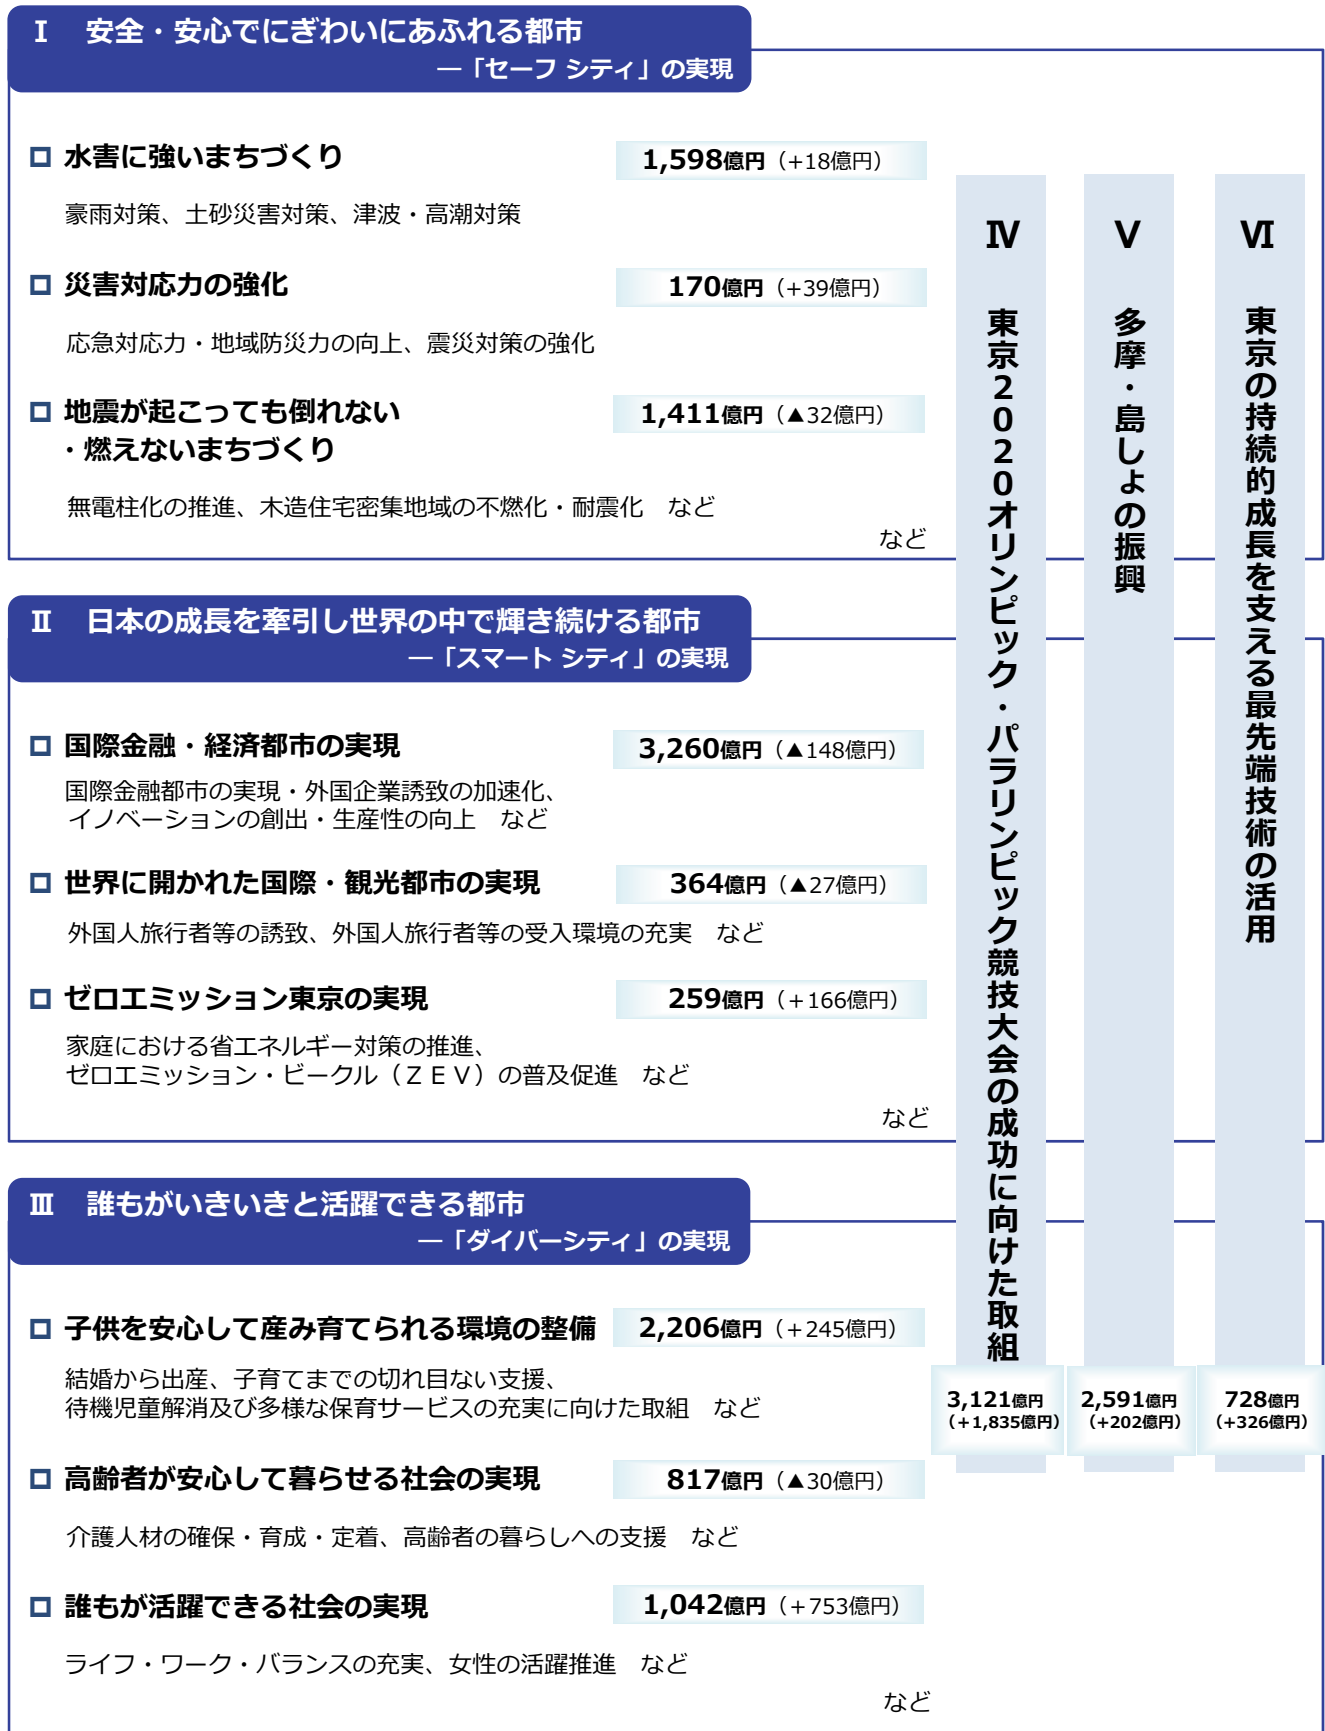 Ⅰ　安全・安心でにぎわいにあふれる都市
―「セーフ シティ」の実現
水害に強いまちづくり
1,598億円（+18億円）
豪雨対策、土砂災害対策、津波・高潮対策
災害対応力の強化
170億円（+39億円）
応急対応力・地域防災力の向上、震災対策の強化
地震が起こっても倒れない
・燃えないまちづくり
1,411億円（▲32億円）
無電柱化の推進、木造住宅密集地域の不燃化・耐震化　など
など
Ⅱ　日本の成長を牽引し世界の中で輝き続ける都市
―「スマート シティ」の実現
国際金融・経済都市の実現
3,260億円（▲148億円）
国際金融都市の実現・外国企業誘致の加速化、
イノベーションの創出・生産性の向上　など
世界に開かれた国際・観光都市の実現
364億円（▲27億円）
外国人旅行者等の誘致、外国人旅行者等の受入環境の充実　など
ゼロエミッション東京の実現
259億円（+166億円）
家庭における省エネルギー対策の推進、
ゼロエミッション・ビークル（ＺＥＶ）の普及促進　など
など
Ⅲ　誰もがいきいきと活躍できる都市
―「ダイバーシティ」の実現
子供を安心して産み育てられる環境の整備
2,206億円（+245億円）
結婚から出産、子育てまでの切れ目ない支援、
待機児童解消及び多様な保育サービスの充実に向けた取組　など
高齢者が安心して暮らせる社会の実現
817億円（▲30億円）
介護人材の確保・育成・定着、高齢者の暮らしへの支援　など
誰もが活躍できる社会の実現
1,042億円（+753億円）
ライフ・ワーク・バランスの充実、女性の活躍推進　など
など
Ⅳ　東京２０２０オリンピック・パラリンピック競技大会の成功に向けた取組
3,121億円
（+1,835億円）
Ⅴ　多摩・島しょの振興
2,591億円
（+202億円）
Ⅵ　東京の持続的成長を支える最先端技術の活用
728億円
（+326億円）